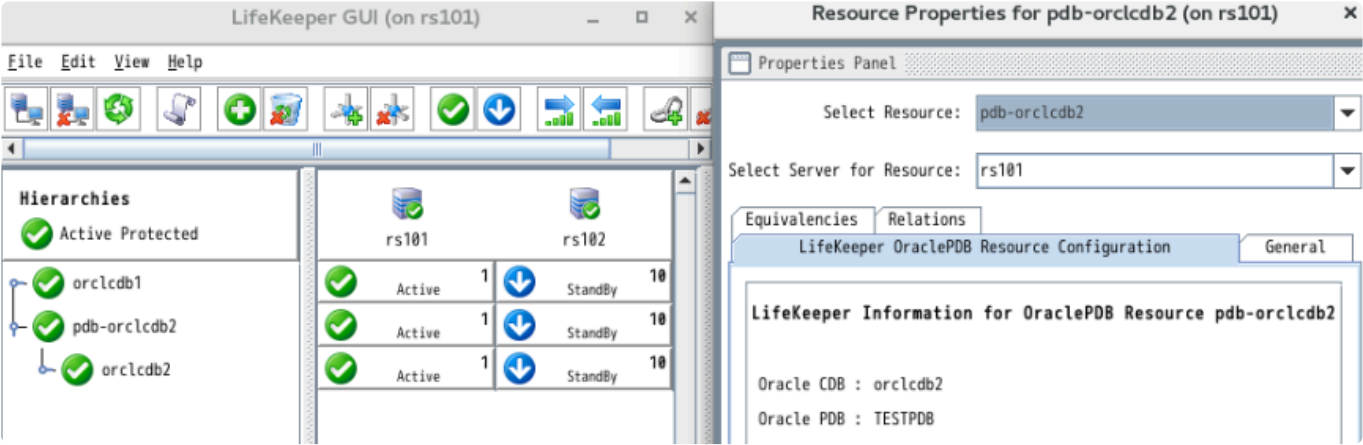 LifeKeeper GUI (on rs101)
File Edit View Help
Hierarchies
Active Protected
rs101 rs102
orclcdb1 Active 1 StandBy 10
pdb-orclcdb2 Active 1 StandBy 10
orclcdb2 Active 1 StandBy 10
Resource Properties for pdb-orclcdb2 (on rs101)
Properties Panel
Select Resource: pdb-orclcdb2
Select Server for Resource: rs101
Equivalencies Relations
LifeKeeper OraclePDB Resource Configuration General
LifeKeeper Information for OraclePDB Resource pdb-orclcdb2
Oracle CDB : orclcdb2
Oracle PDB : TESTPDB